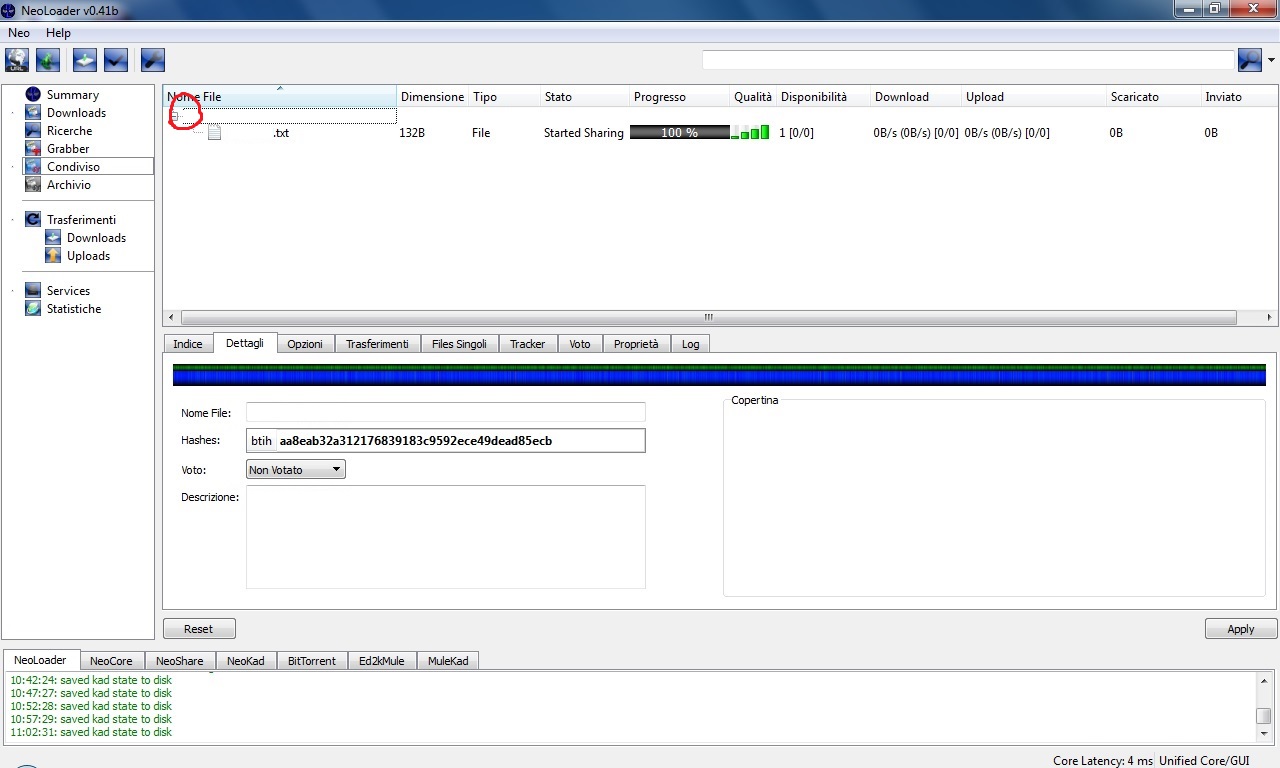 NeoLoader v0.41b
Neo Help
URL
Summary
Downloads
Ricerche
Grabber
Condiviso
Archivio
Trasferimenti
Downloads
Uploads
Services
Statistiche
Nome File Dimensione Tipo Stato Progresso Qualità Disponibilità Download Upload Scaricato Inviato
.txt 132B File Started Sharing 100 % 1 [0/0] 0B/s (0B/s) [0/0] 0B/s (0B/s) [0/0] 0B 0B
Indice Dettagli Opzioni Trasferimenti Files Singoli Tracker Voto Proprietà Log
Nome File:
Copertina
Hashes: btih aa8eab32a312176839183c9592ece49dead85ecb
Voto: Non Votato
Descrizione:
Reset Apply
NeoLoader NeoCore NeoShare NeoKad BitTorrent Ed2kMule MuleKad
10:42:24: saved kad state to disk
10:47:27: saved kad state to disk
10:52:28: saved kad state to disk
10:57:29: saved kad state to disk
11:02:31: saved kad state to disk
Core Latency: 4 ms Unified Core/GUI